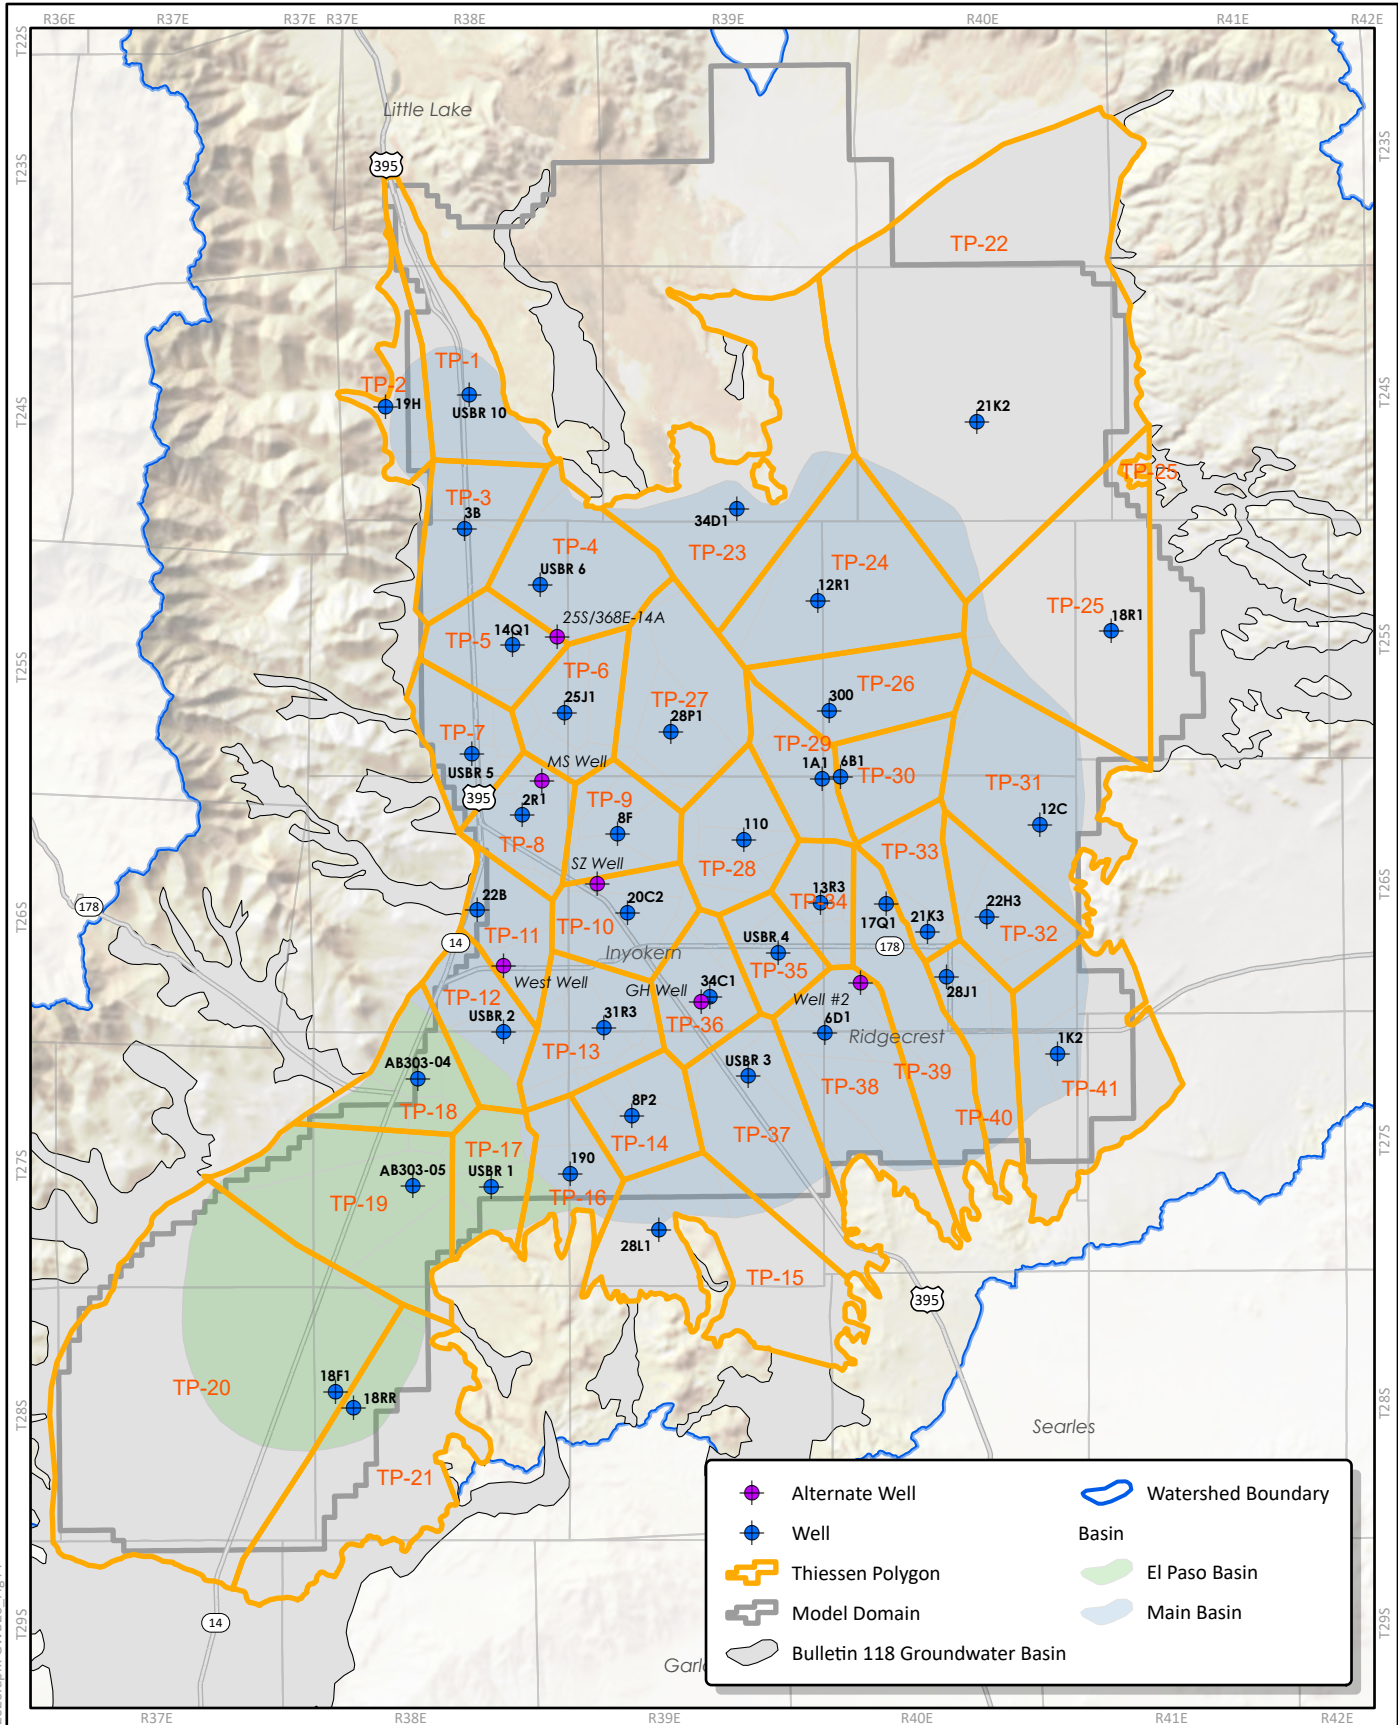 R36E R37E R37E R37E R38E R39E R40E R41E R42E
T22S
Little Lake
T23S
395
T23S
TP-22
TP-1
TP-2
19H
USBR 10
T24S
21K2
T24S
TP-25
TP-3
3B
34D1
TP-23
TP-4
USBR 6
TP-24
12R1
25S/368E-14A
TP-25
18R1
TP-5
14Q1
T25S
TP-6
T25S
25J1
TP-27
28P1
TP-26
300
TP-7
USBR 5
MS Well
TP-29
1A1
6B1
TP-30
TP-31
395
2R1
TP-9
8F
12C
TP-8
110
SZ Well
TP-28
TP-33
13R3
TP-34
22B
178
20C2
17Q1
21K3
22H3
T26S
TP-10
T26S
TP-11
14
Inyokern
USBR 4
178
TP-32
TP-35
West Well
GH Well
34C1
Well #2
28J1
TP-12
USBR 2
31R3
TP-36
6D1
Ridgecrest
1K2
TP-13
AB303-04
USBR 3
TP-38
TP-39
TP-41
TP-18
8P2
TP-40
TP-14
TP-37
TP-17
AB303-05
USBR 1
190
T27S
TP-19
TP-16
T27S
28L1
TP-15
395
TP-20
18F1
18RR
T28S
T28S
Searles
TP-21
14
T29S
T29S
Alternate Well
Well
Thiessen Polygon
Model Domain
Bulletin 118 Groundwater Basin
Watershed Boundary
Basin
El Paso Basin
Main Basin
R37E R38E R39E R40E R41E R42E